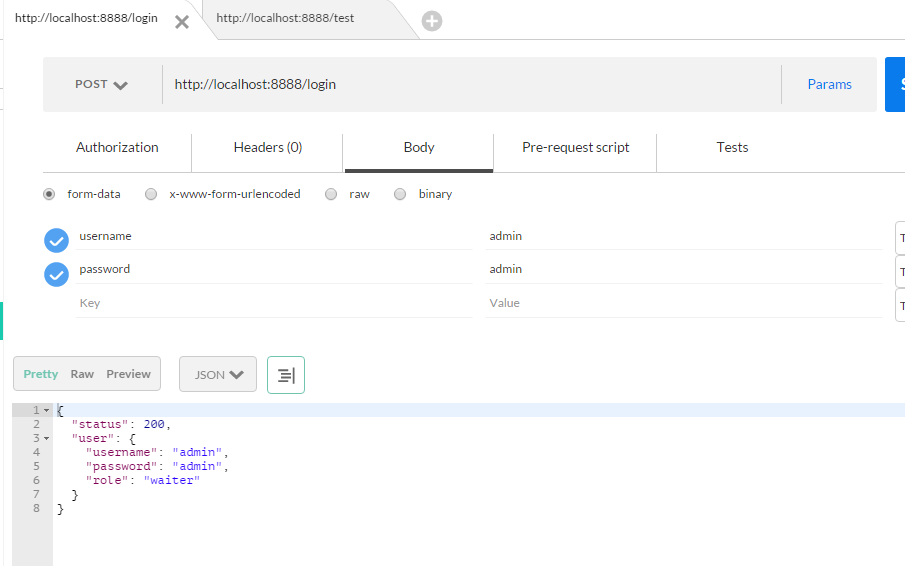 http://localhost:8888/login http://localhost:8888/test
POST http://localhost:8888/login Params S
Authorization Headers (0) Body Pre-request script Tests
form-data x-www-form-urlencoded raw binary
username admin T
password admin T
Key Value T
Pretty Raw Preview JSON
1 {
2 "status": 200,
3 "user": {
4 "username": "admin",
5 "password": "admin",
6 "role": "waiter"
7 }
8 }